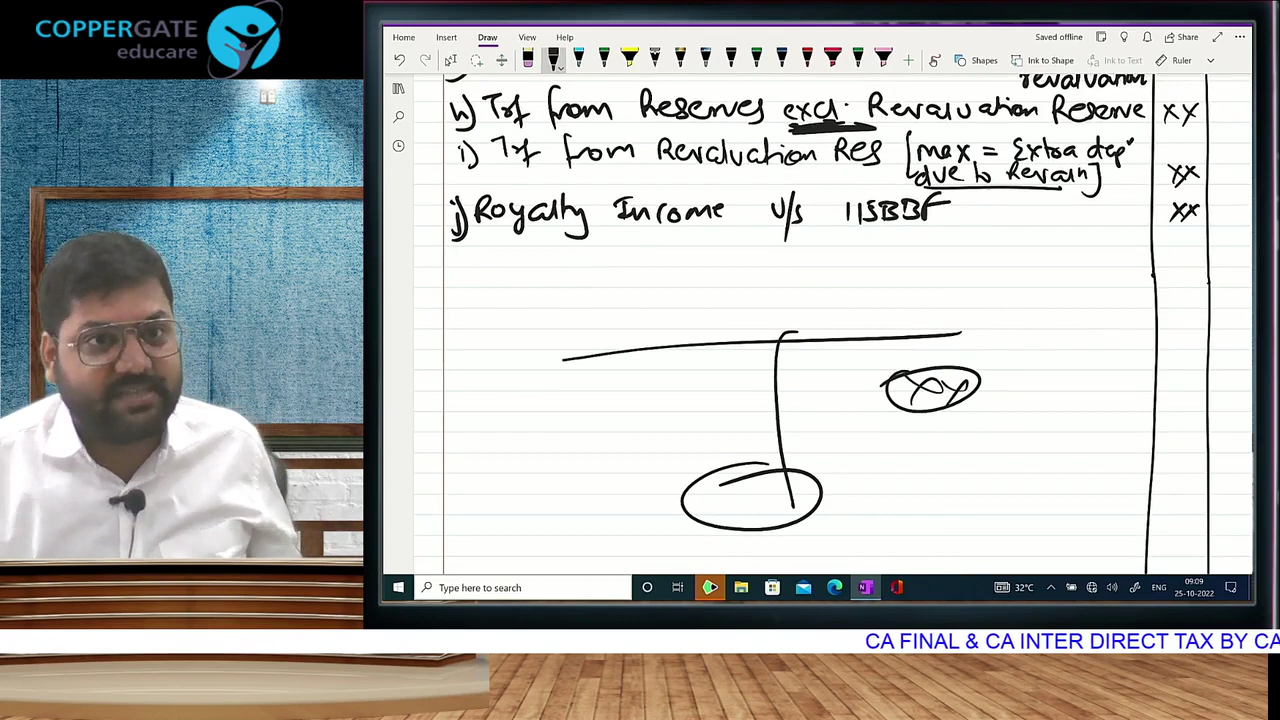 COPPERGATE
educare
Home Insert Draw View Help
Saved offline
Share
Shapes
Ink to Shape
Ink to Text
Ruler
revaluation
h) Trf from Reserves excl. Revaluation Reserve XX
i) Trf from Revaluation Res [max = Extra dep
due to Revaln] XX
j) Royalty Income u/s 115BBF XX
XX
Type here to search
32°C
ENG
09:09
25-10-2022
CA FINAL & CA INTER DIRECT TAX BY CA